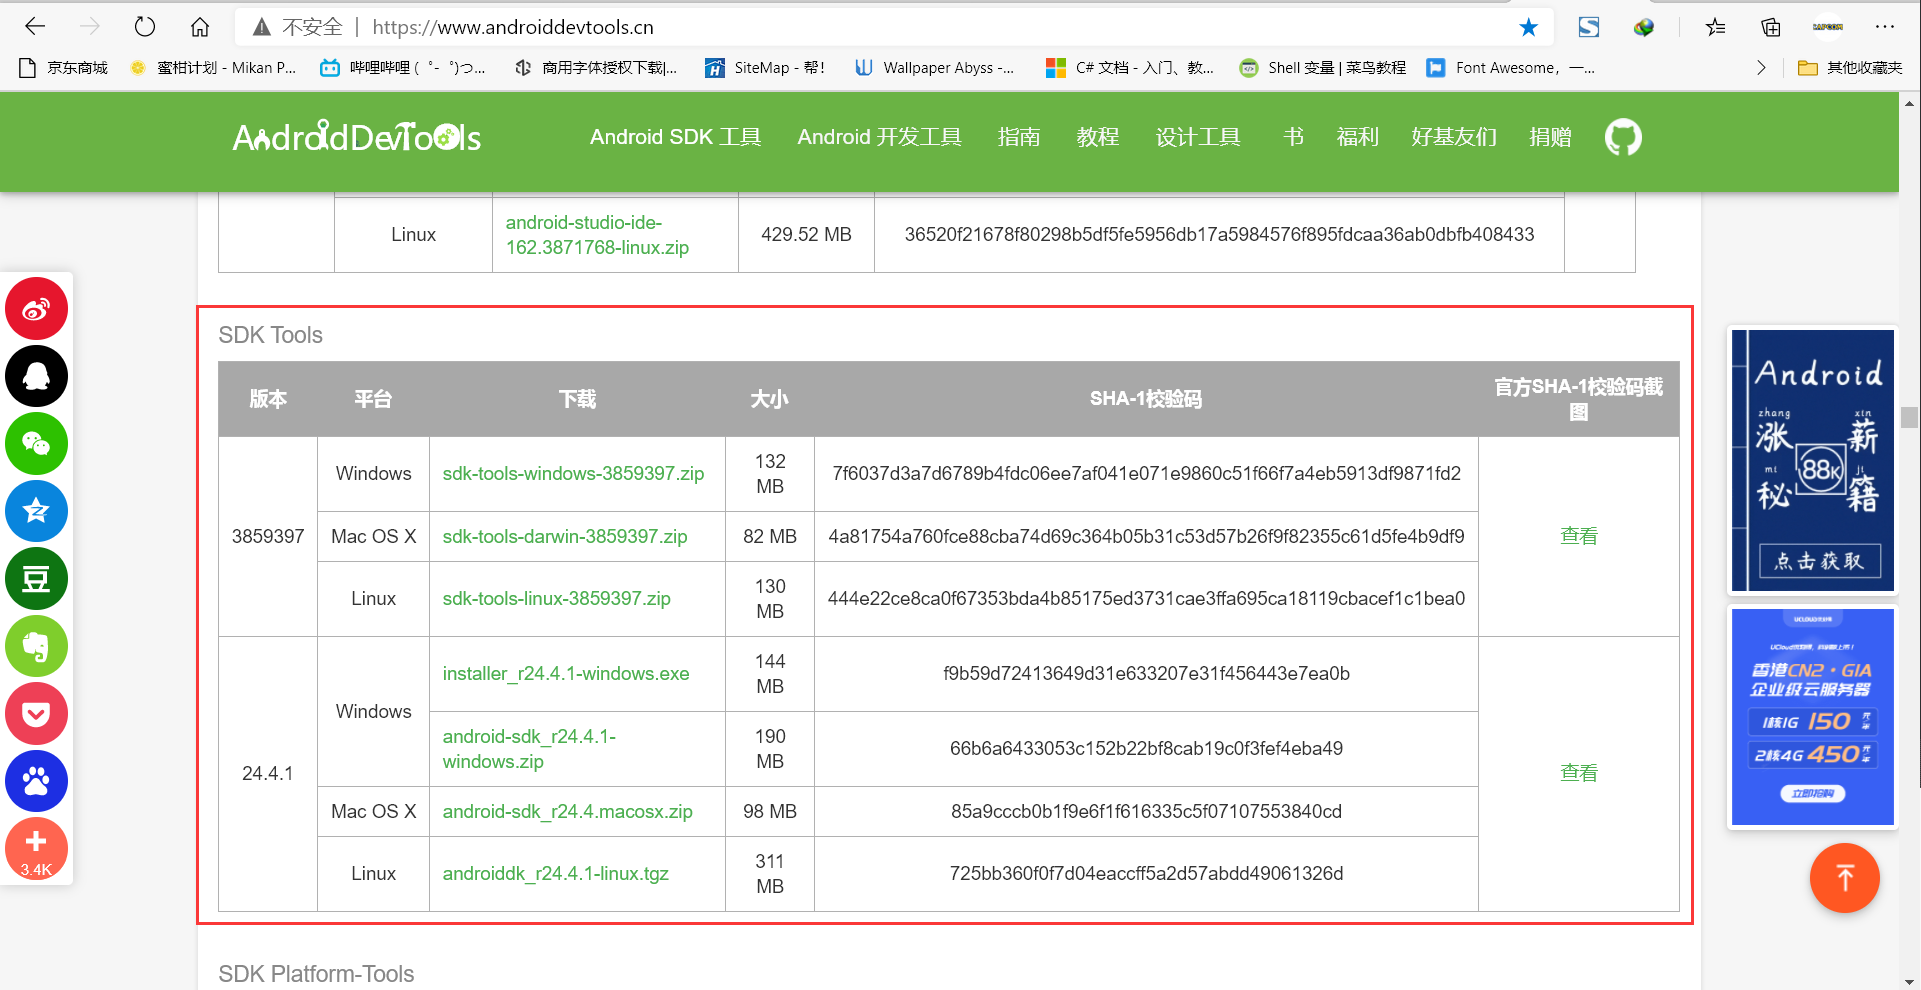 不安全 | https://www.androiddevtools.cn
京东商城
蜜柑计划 - Mikan P...
哔哩哔哩 (゜-゜)つ...
商用字体授权下载|...
SiteMap - 帮!
Wallpaper Abyss -...
C# 文档 - 入门、教...
Shell 变量 | 菜鸟教程
Font Awesome，一...
其他收藏夹
AndroidDevTools
Android SDK 工具
Android 开发工具
指南
教程
设计工具
书
福利
好基友们
捐赠
Linux
android-studio-ide-
162.3871768-linux.zip
429.52 MB
36520f21678f80298b5df5fe5956db17a5984576f895fdcaa36ab0dbfb408433
SDK Tools
版本
平台
下载
大小
SHA-1校验码
官方SHA-1校验码截
图
3859397
Windows
sdk-tools-windows-3859397.zip
132
MB
7f6037d3a7d6789b4fdc06ee7af041e071e9860c51f66f7a4eb5913df9871fd2
查看
Mac OS X
sdk-tools-darwin-3859397.zip
82 MB
4a81754a760fce88cba74d69c364b05b31c53d57b26f9f82355c61d5fe4b9df9
Linux
sdk-tools-linux-3859397.zip
130
MB
444e22ce8ca0f67353bda4b85175ed3731cae3ffa695ca18119cbacef1c1bea0
24.4.1
Windows
installer_r24.4.1-windows.exe
144
MB
f9b59d72413649d31e633207e31f456443e7ea0b
查看
android-sdk_r24.4.1-
windows.zip
190
MB
66b6a6433053c152b22bf8cab19c0f3fef4eba49
Mac OS X
android-sdk_r24.4.macosx.zip
98 MB
85a9cccb0b1f9e6f1f616335c5f07107553840cd
Linux
androiddk_r24.4.1-linux.tgz
311
MB
725bb360f0f7d04eaccff5a2d57abdd49061326d
SDK Platform-Tools
豆
3.4K
Android
zhang
xin
涨
薪
88K
mi
ji
秘
籍
点击获取
香港CN2·GIA
企业级云服务器
1核1G 150 元/年
2核4G 450 元/年
立即抢购